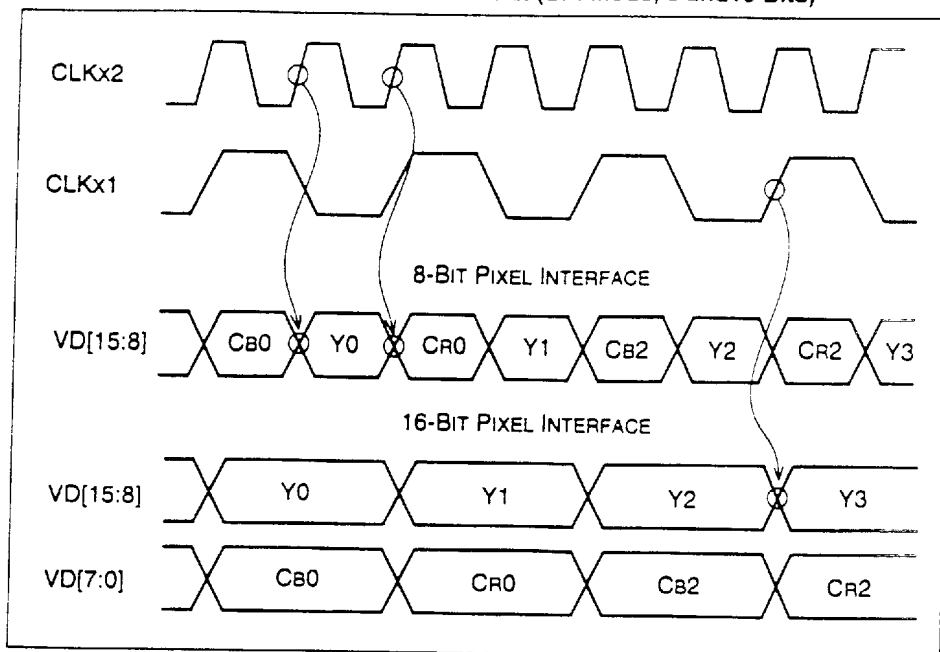 CLKx2
CLKx1
8-BIT PIXEL INTERFACE
VD[15:8] CB0 Y0 CR0 Y1 CB2 Y2 CR2 Y3
16-BIT PIXEL INTERFACE
VD[15:8] Y0 Y1 Y2 Y3
VD[7:0] CB0 CR0 CB2 CR2